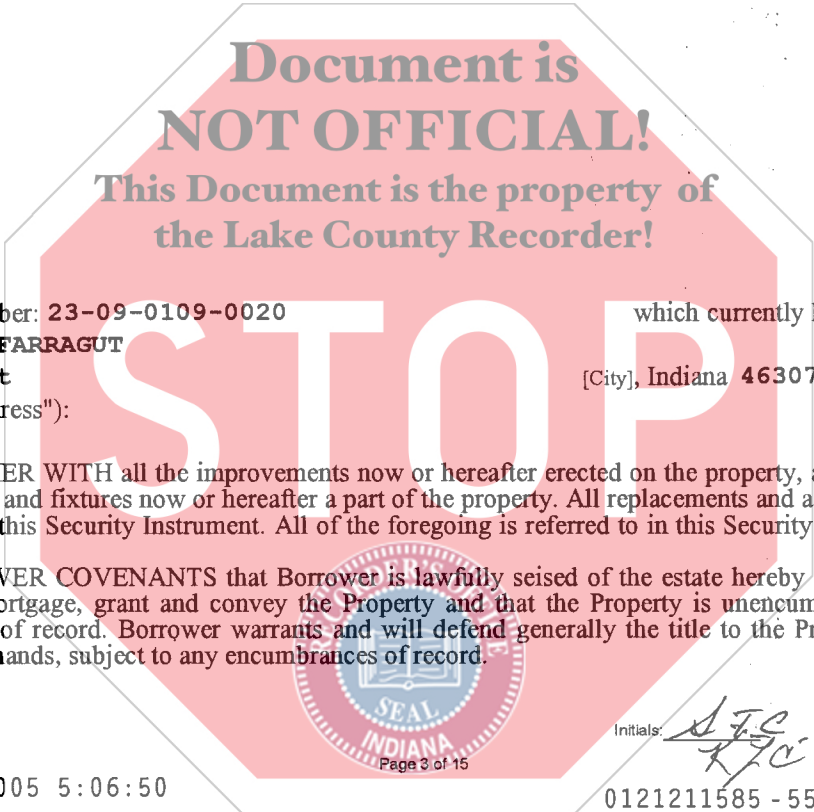 Document is
NOT OFFICIAL!
This Document is the property of
the Lake County Recorder!
STOP
ber: 23-09-0109-0020 which currently
FARRAGUT
t [City], Indiana 46307
ress"):
ER WITH all the improvements now or hereafter erected on the property, a
and fixtures now or hereafter a part of the property. All replacements and a
this Security Instrument. All of the foregoing is referred to in this Security
VER COVENANTS that Borrower is lawfully seised of the estate hereby
ortgage, grant and convey the Property and that the Property is unencum
of record. Borrower warrants and will defend generally the title to the Pr
ands, subject to any encumbrances of record.
RECORDER'S OFFICE
SEAL
INDIANA
Initials: SFC
KJC
Page 3 of 15
005 5:06:50
0121211585 - 55